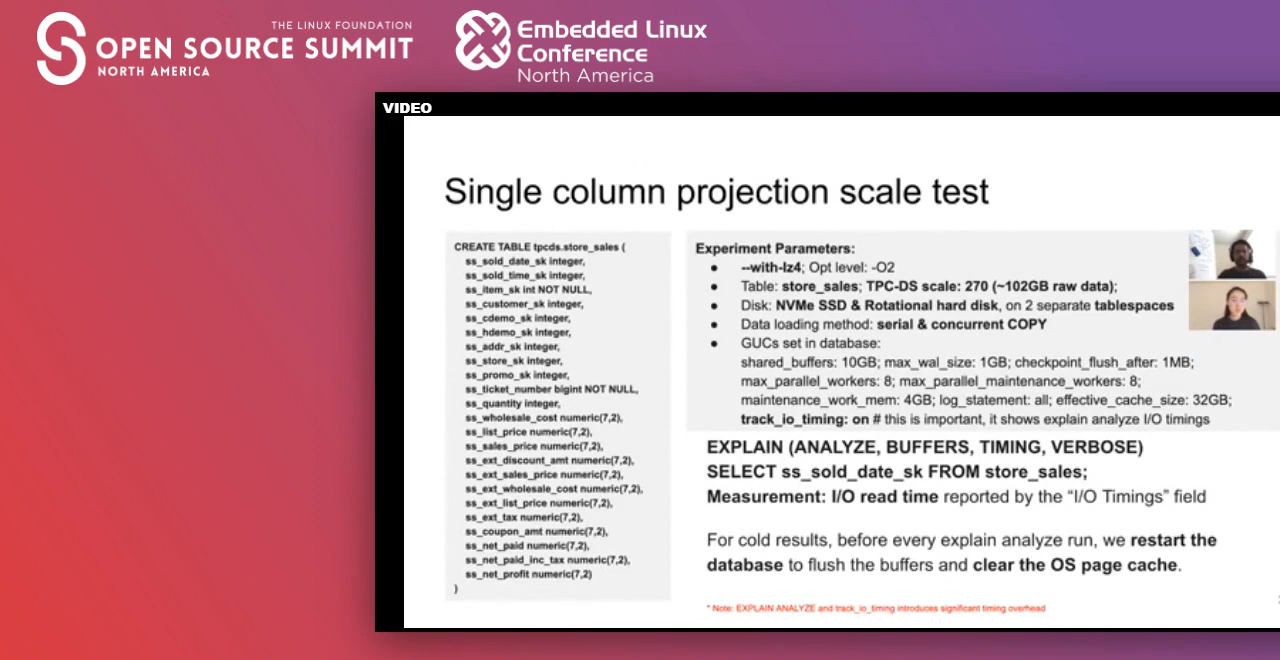 THE LINUX FOUNDATION
OPEN SOURCE SUMMIT
NORTH AMERICA
Embedded Linux
Conference
North America
VIDEO
Single column projection scale test
CREATE TABLE tpcds.store_sales (
ss_sold_date_sk integer,
ss_sold_time_sk integer,
ss_item_sk int NOT NULL,
ss_customer_sk integer,
ss_cdemo_sk integer,
ss_hdemo_sk integer,
ss_addr_sk integer,
ss_store_sk integer,
ss_promo_sk integer,
ss_ticket_number bigint NOT NULL,
ss_quantity integer,
ss_wholesale_cost numeric(7,2),
ss_list_price numeric(7,2),
ss_sales_price numeric(7,2),
ss_ext_discount_amt numeric(7,2),
ss_ext_sales_price numeric(7,2),
ss_ext_wholesale_cost numeric(7,2),
ss_ext_list_price numeric(7,2),
ss_ext_tax numeric(7,2),
ss_coupon_amt numeric(7,2),
ss_net_paid numeric(7,2),
ss_net_paid_inc_tax numeric(7,2),
ss_net_profit numeric(7,2)
)
Experiment Parameters:
● --with-lz4; Opt level: -O2
● Table: store_sales; TPC-DS scale: 270 (~102GB raw data);
● Disk: NVMe SSD & Rotational hard disk, on 2 separate tablespaces
● Data loading method: serial & concurrent COPY
● GUCs set in database:
shared_buffers: 10GB; max_wal_size: 1GB; checkpoint_flush_after: 1MB;
max_parallel_workers: 8; max_parallel_maintenance_workers: 8;
maintenance_work_mem: 4GB; log_statement: all; effective_cache_size: 32GB;
track_io_timing: on # this is important, it shows explain analyze I/O timings
EXPLAIN (ANALYZE, BUFFERS, TIMING, VERBOSE)
SELECT ss_sold_date_sk FROM store_sales;
Measurement: I/O read time reported by the “I/O Timings” field
For cold results, before every explain analyze run, we restart the
database to flush the buffers and clear the OS page cache.
* Note: EXPLAIN ANALYZE and track_io_timing introduces significant timing overhead